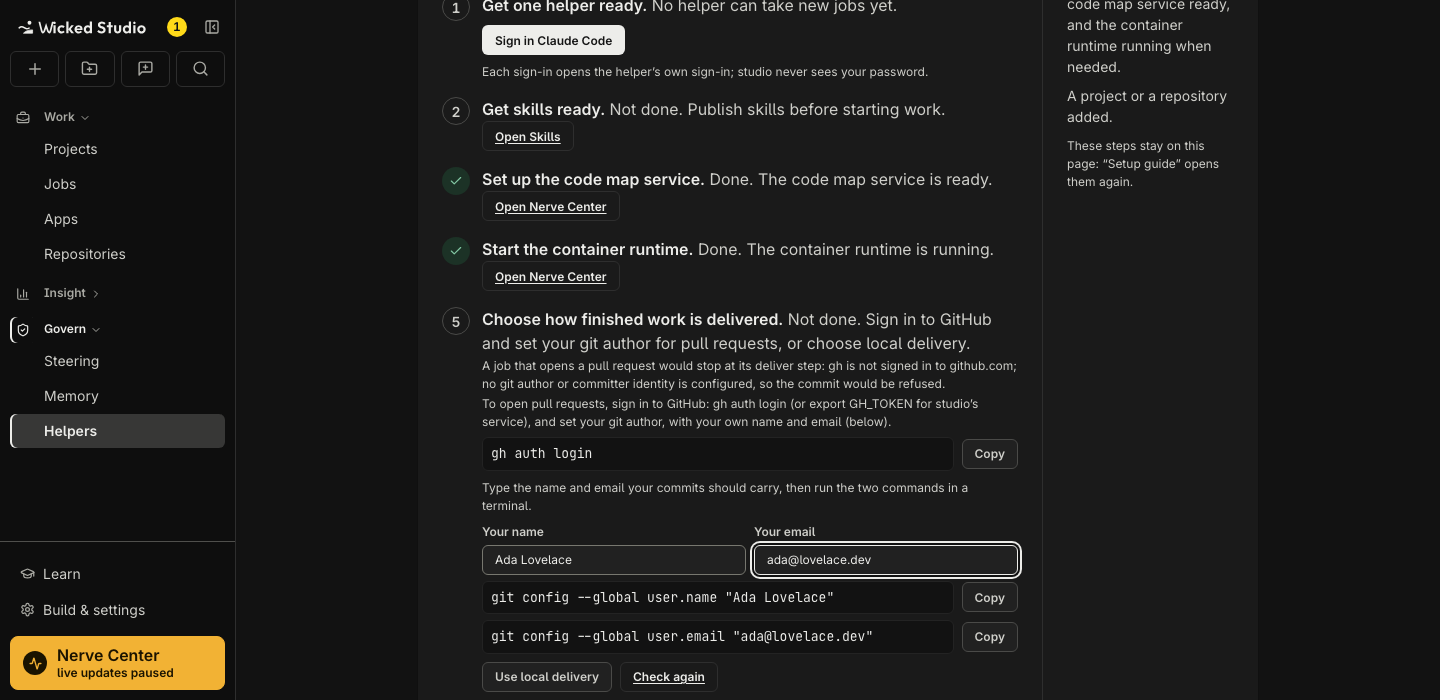 Wicked Studio
1
Work
Projects
Jobs
Apps
Repositories
Insight
Govern
Steering
Memory
Helpers
Learn
Build & settings
Nerve Center
live updates paused
1
Get one helper ready. No helper can take new jobs yet.
Sign in Claude Code
Each sign-in opens the helper’s own sign-in; studio never sees your password.
2
Get skills ready. Not done. Publish skills before starting work.
Open Skills
Set up the code map service. Done. The code map service is ready.
Open Nerve Center
Start the container runtime. Done. The container runtime is running.
Open Nerve Center
5
Choose how finished work is delivered. Not done. Sign in to GitHub
and set your git author for pull requests, or choose local delivery.
A job that opens a pull request would stop at its deliver step: gh is not signed in to github.com;
no git author or committer identity is configured, so the commit would be refused.
To open pull requests, sign in to GitHub: gh auth login (or export GH_TOKEN for studio’s
service), and set your git author, with your own name and email (below).
gh auth login
Copy
Type the name and email your commits should carry, then run the two commands in a
terminal.
Your name
Your email
Ada Lovelace
ada@lovelace.dev
git config --global user.name "Ada Lovelace"
Copy
git config --global user.email "ada@lovelace.dev"
Copy
Use local delivery
Check again
code map service ready,
and the container
runtime running when
needed.
A project or a repository
added.
These steps stay on this
page: “Setup guide” opens
them again.